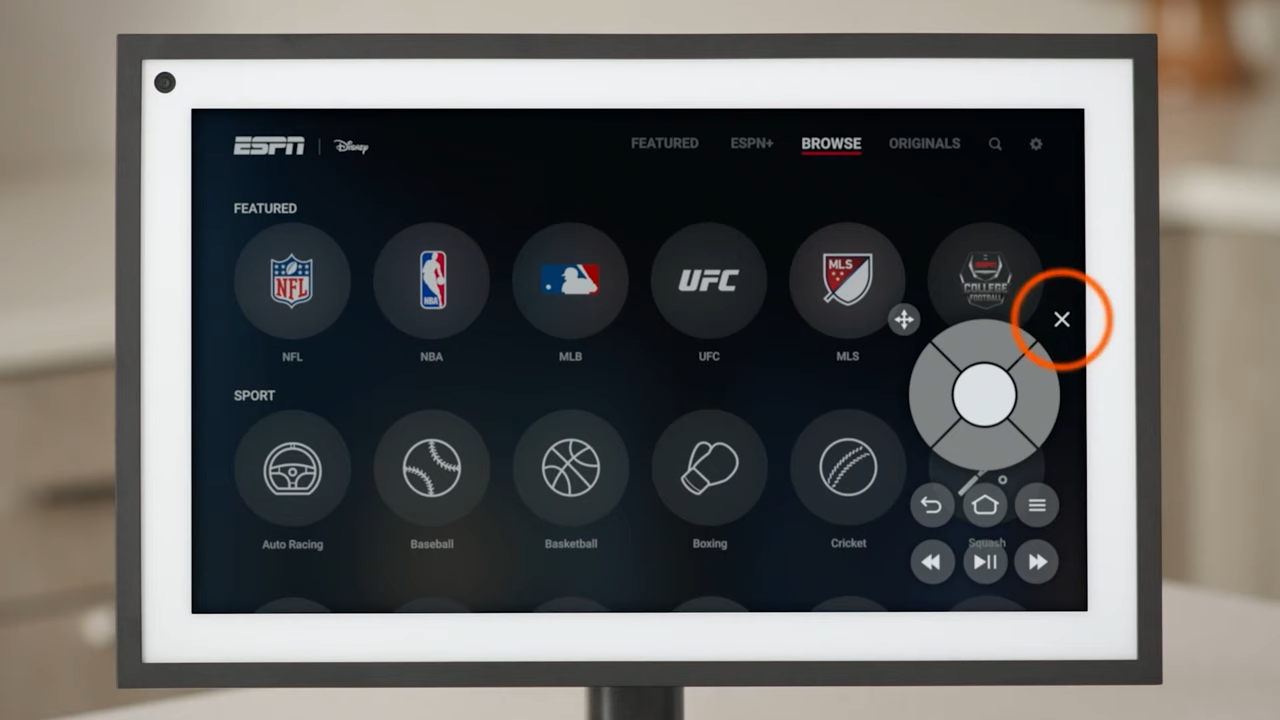 ESPN Disney FEATURED ESPN+ BROWSE ORIGINALS
FEATURED
NFL NBA UFC MLS COLLEGE FOOTBALL
NFL NBA MLB UFC MLS
SPORT
Auto Racing Baseball Basketball Boxing Cricket Squash